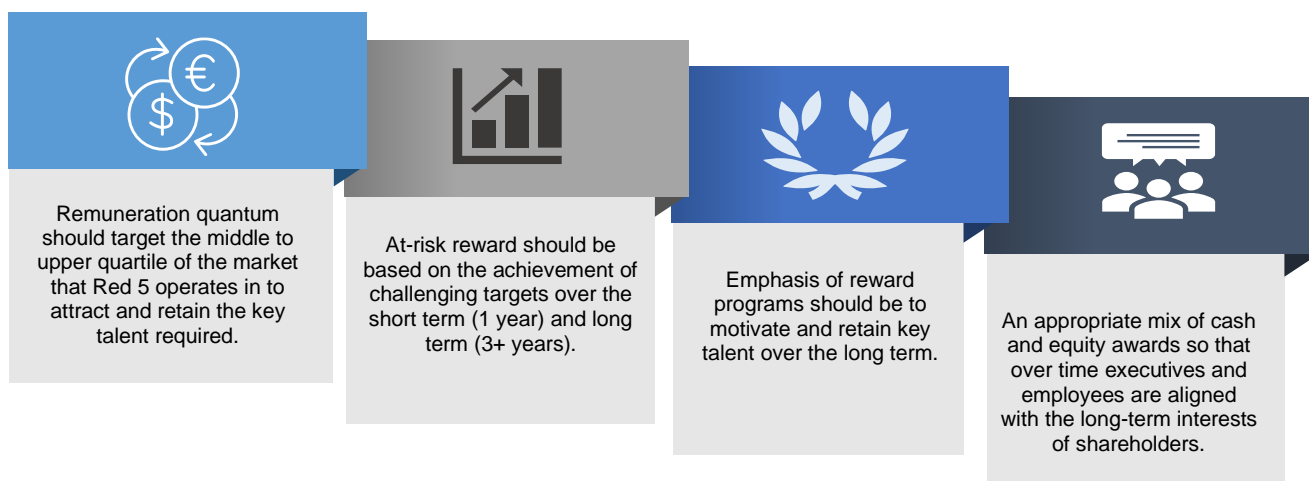 Remuneration quantum
should target the middle to
upper quartile of the market
that Red 5 operates in to
attract and retain the key
talent required.
At-risk reward should be
based on the achievement of
challenging targets over the
short term (1 year) and long
term (3+ years).
Emphasis of reward
programs should be to
motivate and retain key
talent over the long term.
An appropriate mix of cash
and equity awards so that
over time executives and
employees are aligned
with the long-term interests
of shareholders.